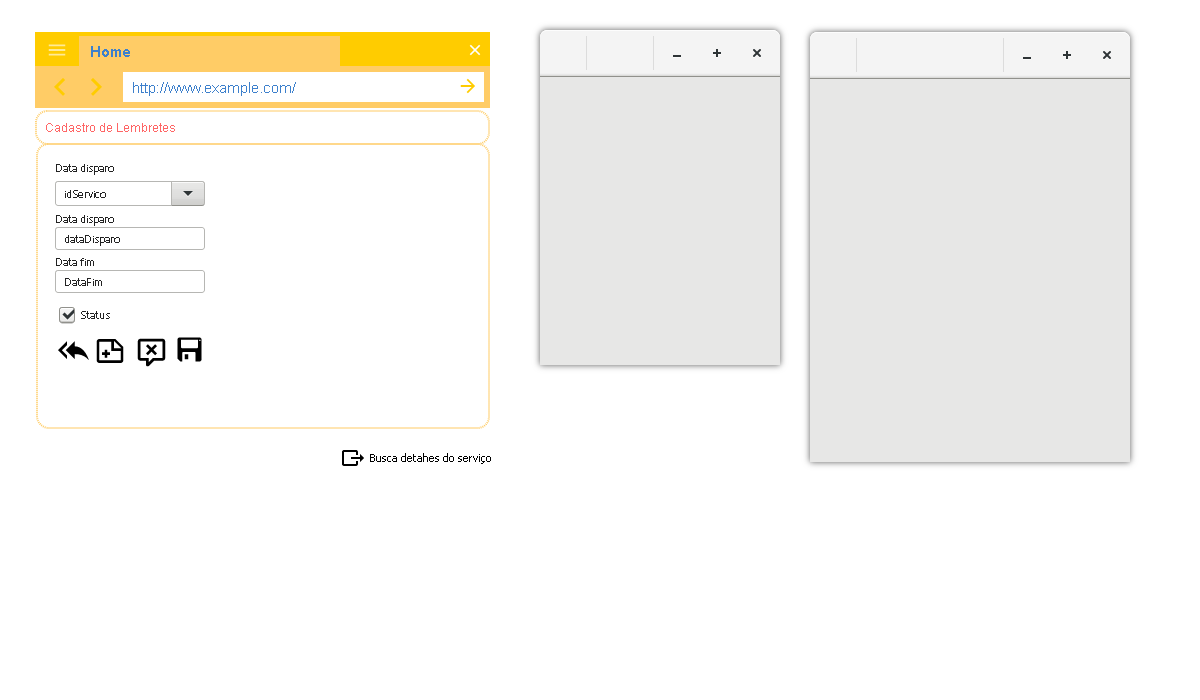 Home
http://www.example.com/
Cadastro de Lembretes
Data disparo
idServico
Data disparo
dataDisparo
Data fim
DataFim
Status
Busca detahes do serviço